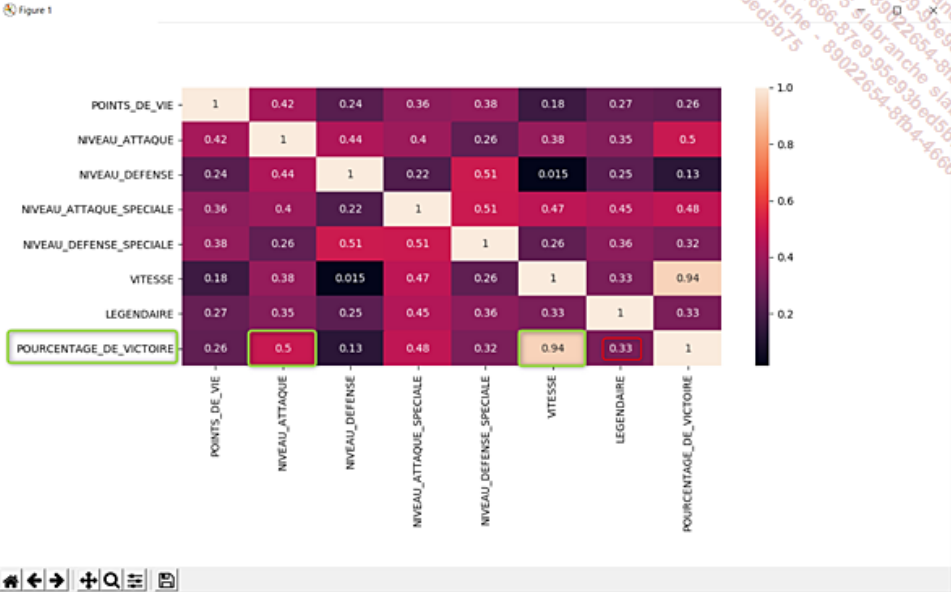 Figure 1
POINTS_DE_VIE 1 0.42 0.24 0.36 0.38 0.18 0.27 0.26
NIVEAU_ATTAQUE 0.42 1 0.44 0.4 0.26 0.38 0.35 0.5
NIVEAU_DEFENSE 0.24 0.44 1 0.22 0.51 0.015 0.25 0.13
NIVEAU_ATTAQUE_SPECIALE 0.36 0.4 0.22 1 0.51 0.47 0.45 0.48
NIVEAU_DEFENSE_SPECIALE 0.38 0.26 0.51 0.51 1 0.26 0.36 0.32
VITESSE 0.18 0.38 0.015 0.47 0.26 1 0.33 0.94
LEGENDAIRE 0.27 0.35 0.25 0.45 0.36 0.33 1 0.33
POURCENTAGE_DE_VICTOIRE 0.26 0.5 0.13 0.48 0.32 0.94 0.33 1
POINTS_DE_VIE
NIVEAU_ATTAQUE
NIVEAU_DEFENSE
NIVEAU_ATTAQUE_SPECIALE
NIVEAU_DEFENSE_SPECIALE
VITESSE
LEGENDAIRE
POURCENTAGE_DE_VICTOIRE
1.0
0.8
0.6
0.4
0.2